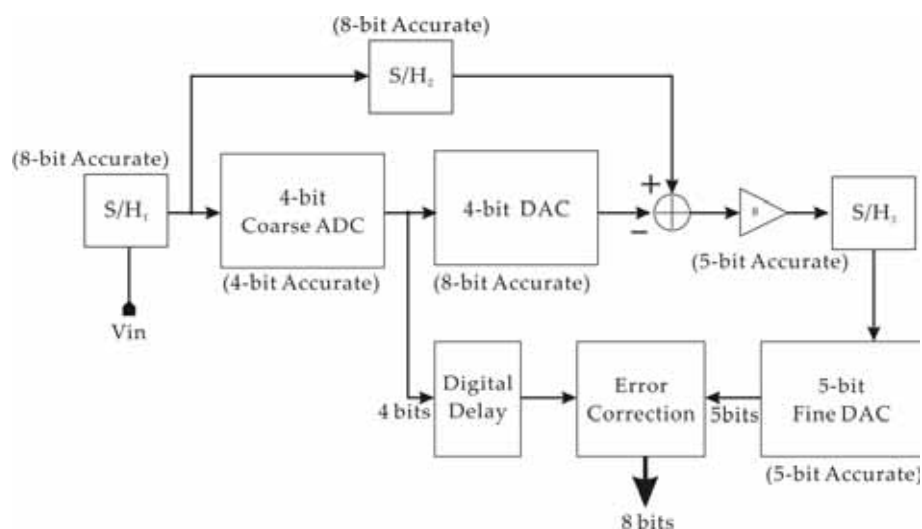 (8-bit Accurate)
S/H₂
(8-bit Accurate)
S/H₁
4-bit
Coarse ADC
4-bit DAC
+
−
8
S/H₃
(4-bit Accurate)
(8-bit Accurate)
(5-bit Accurate)
Vin
4 bits
Digital
Delay
Error
Correction
5bits
5-bit
Fine DAC
(5-bit Accurate)
8 bits